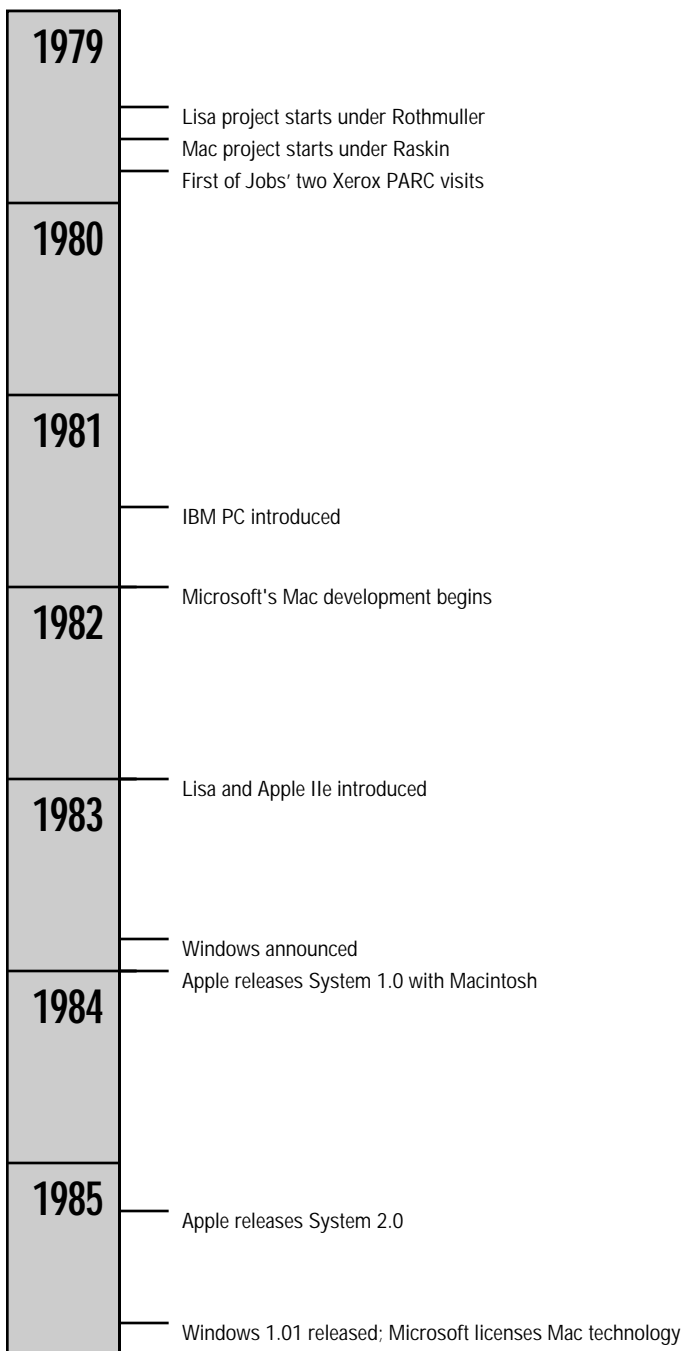 1979
Lisa project starts under Rothmuller
Mac project starts under Raskin
First of Jobs’ two Xerox PARC visits
1980
1981
IBM PC introduced
Microsoft's Mac development begins
1982
Lisa and Apple IIe introduced
1983
Windows announced
Apple releases System 1.0 with Macintosh
1984
1985
Apple releases System 2.0
Windows 1.01 released; Microsoft licenses Mac technology